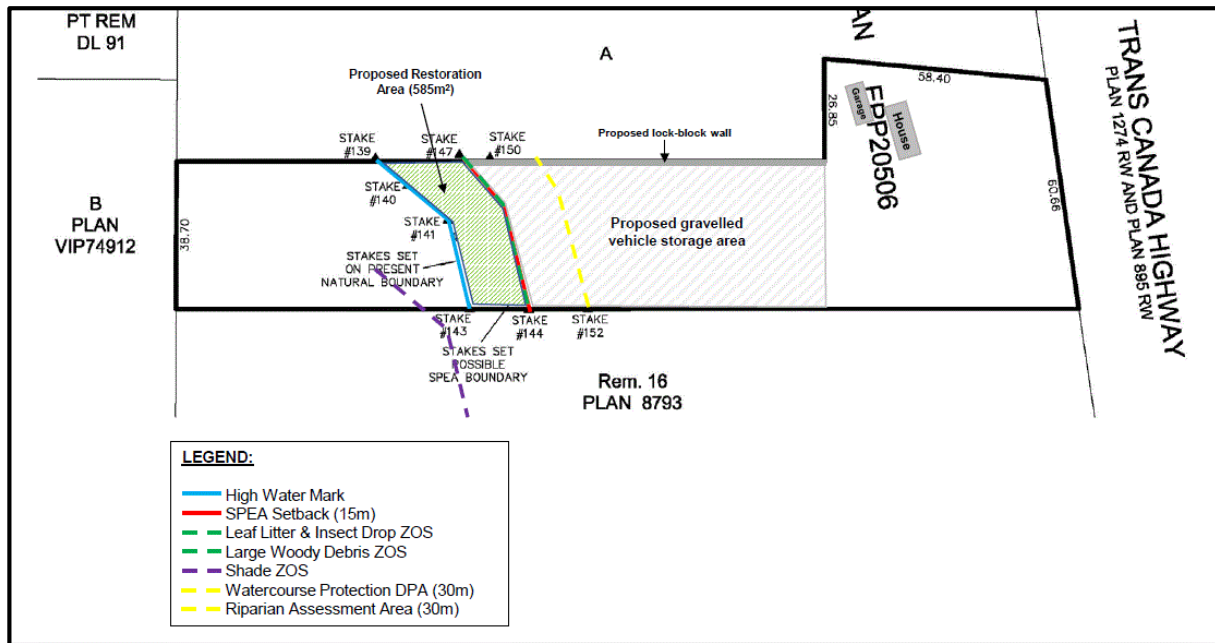 PT REM
DL 91
A
AN
TRANS CANADA HIGHWAY
PLAN 1274 RW AND PLAN 895 RW
58.40
Proposed Restoration
Area (585m²)
26.85
Garage
House
EPP20506
STAKE
#139
STAKE
#147
STAKE
#150
Proposed lock-block wall
60.66
STAKE
#140
B
PLAN
VIP74912
38.70
STAKE
#141
Proposed gravelled
vehicle storage area
STAKES SET
ON PRESENT
NATURAL BOUNDARY
STAKE
#143
STAKE
#144
STAKE
#152
STAKES SET
POSSIBLE
SPEA BOUNDARY
Rem. 16
PLAN 8793
LEGEND:
High Water Mark
SPEA Setback (15m)
Leaf Litter & Insect Drop ZOS
Large Woody Debris ZOS
Shade ZOS
Watercourse Protection DPA (30m)
Riparian Assessment Area (30m)